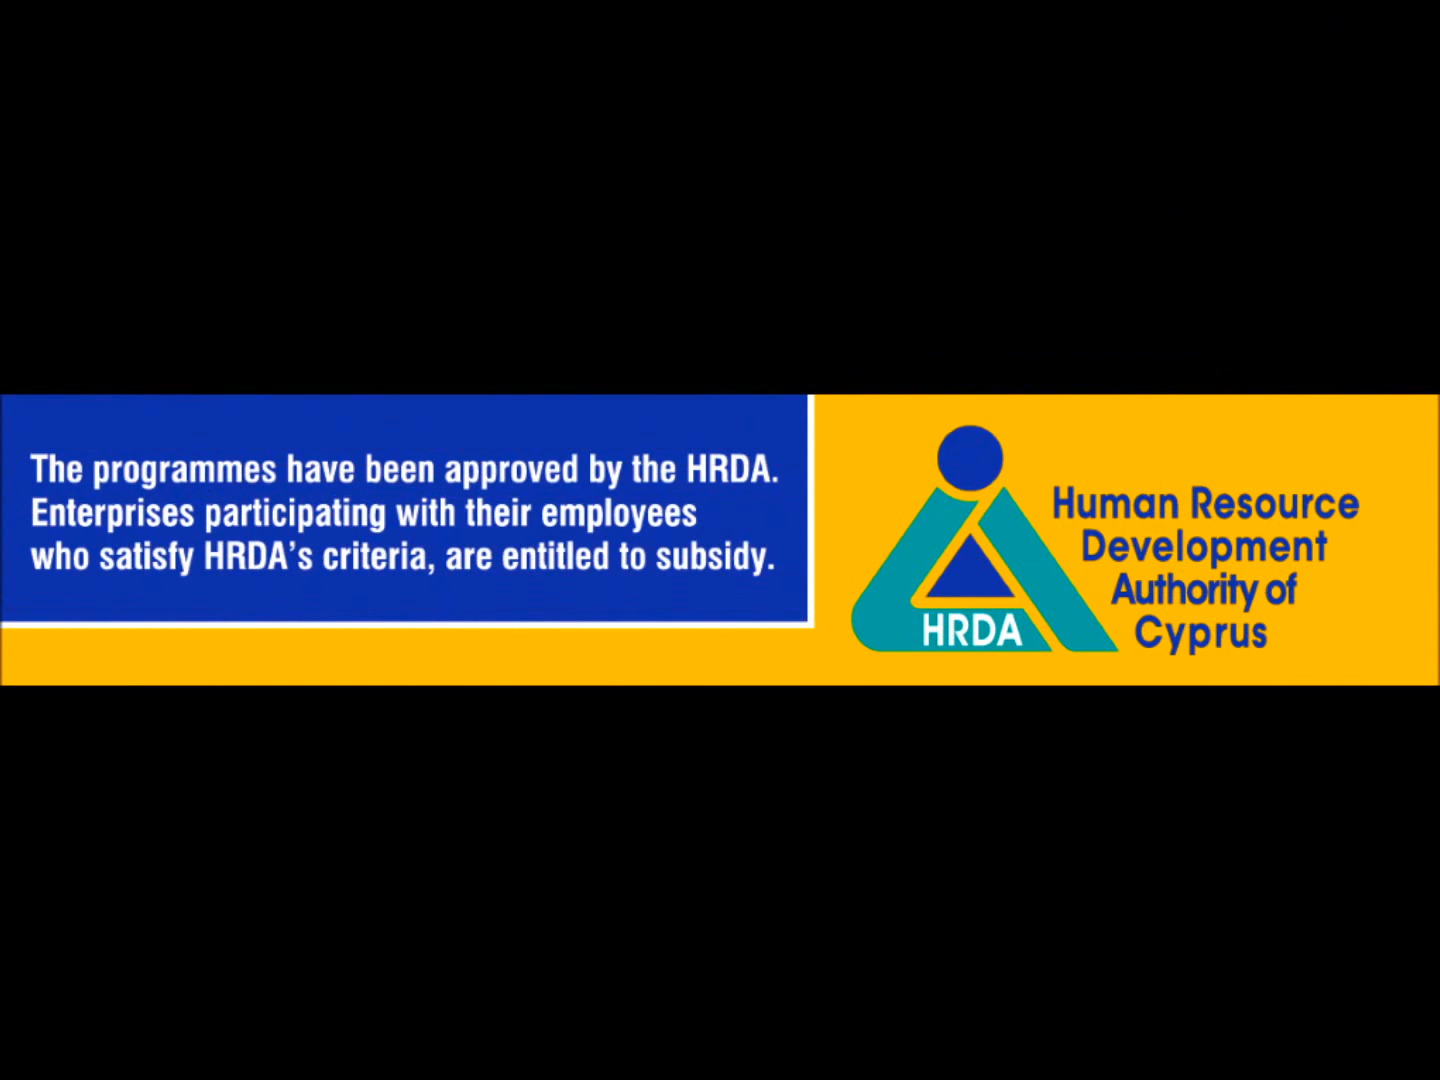 The programmes have been approved by the HRDA.
Enterprises participating with their employees
who satisfy HRDA's criteria, are entitled to subsidy.
HRDA
Human Resource
Development
Authority of
Cyprus